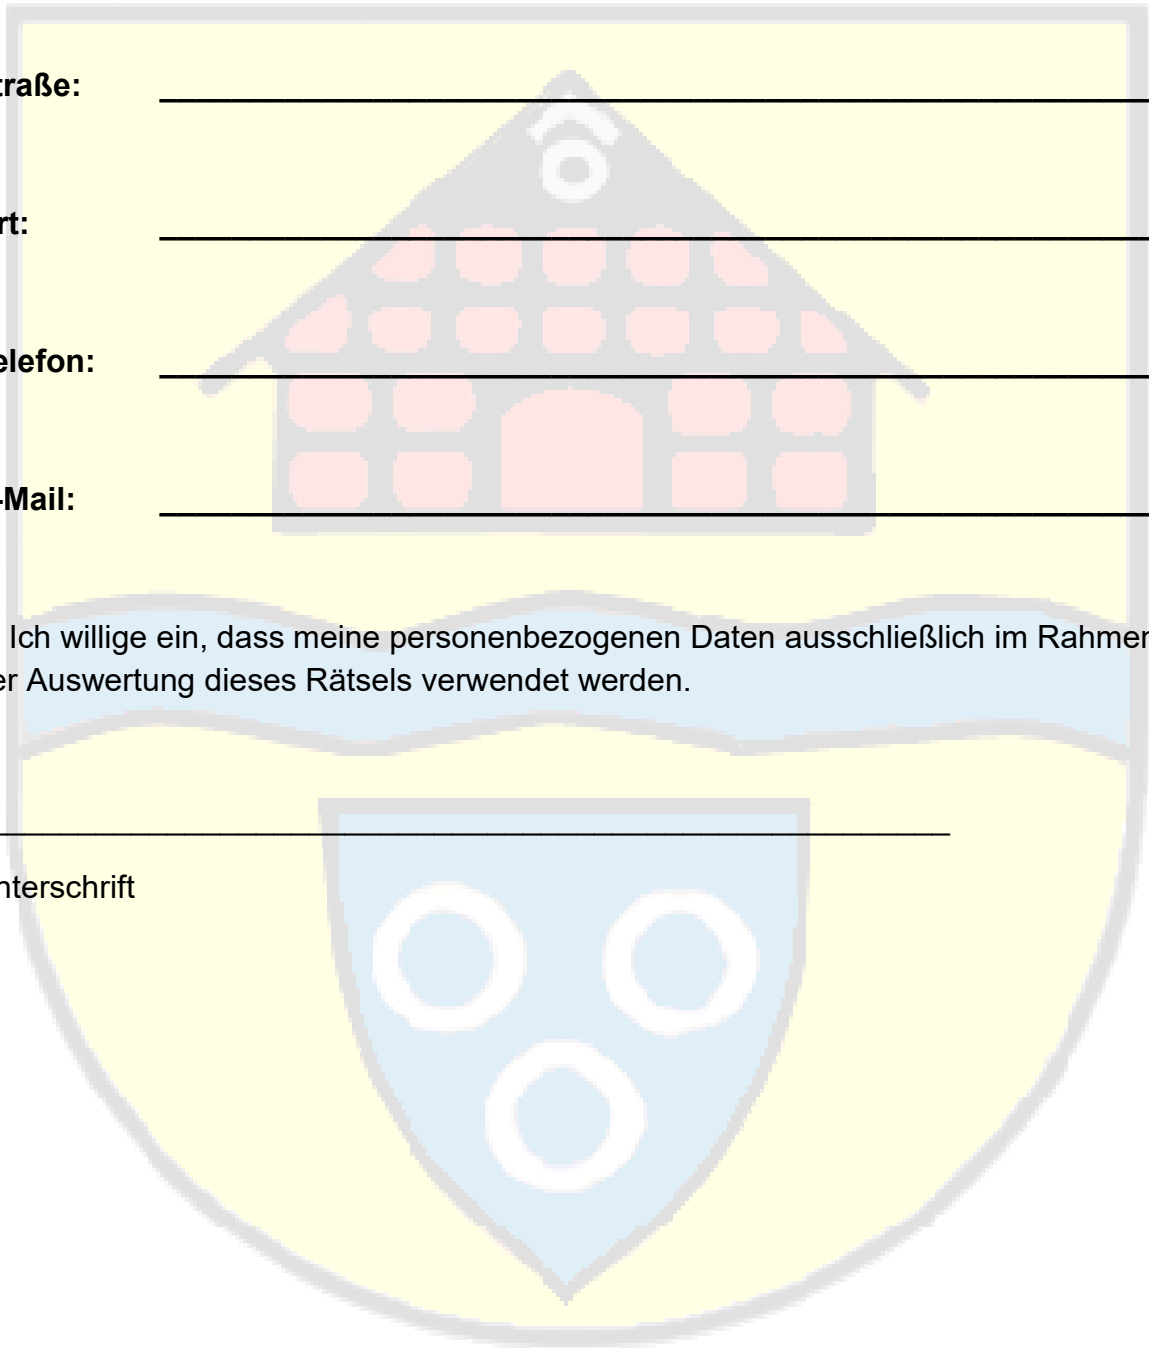 traße:
rt:
elefon:
-Mail:
Ich willige ein, dass meine personenbezogenen Daten ausschließlich im Rahmen
er Auswertung dieses Rätsels verwendet werden.
nterschrift